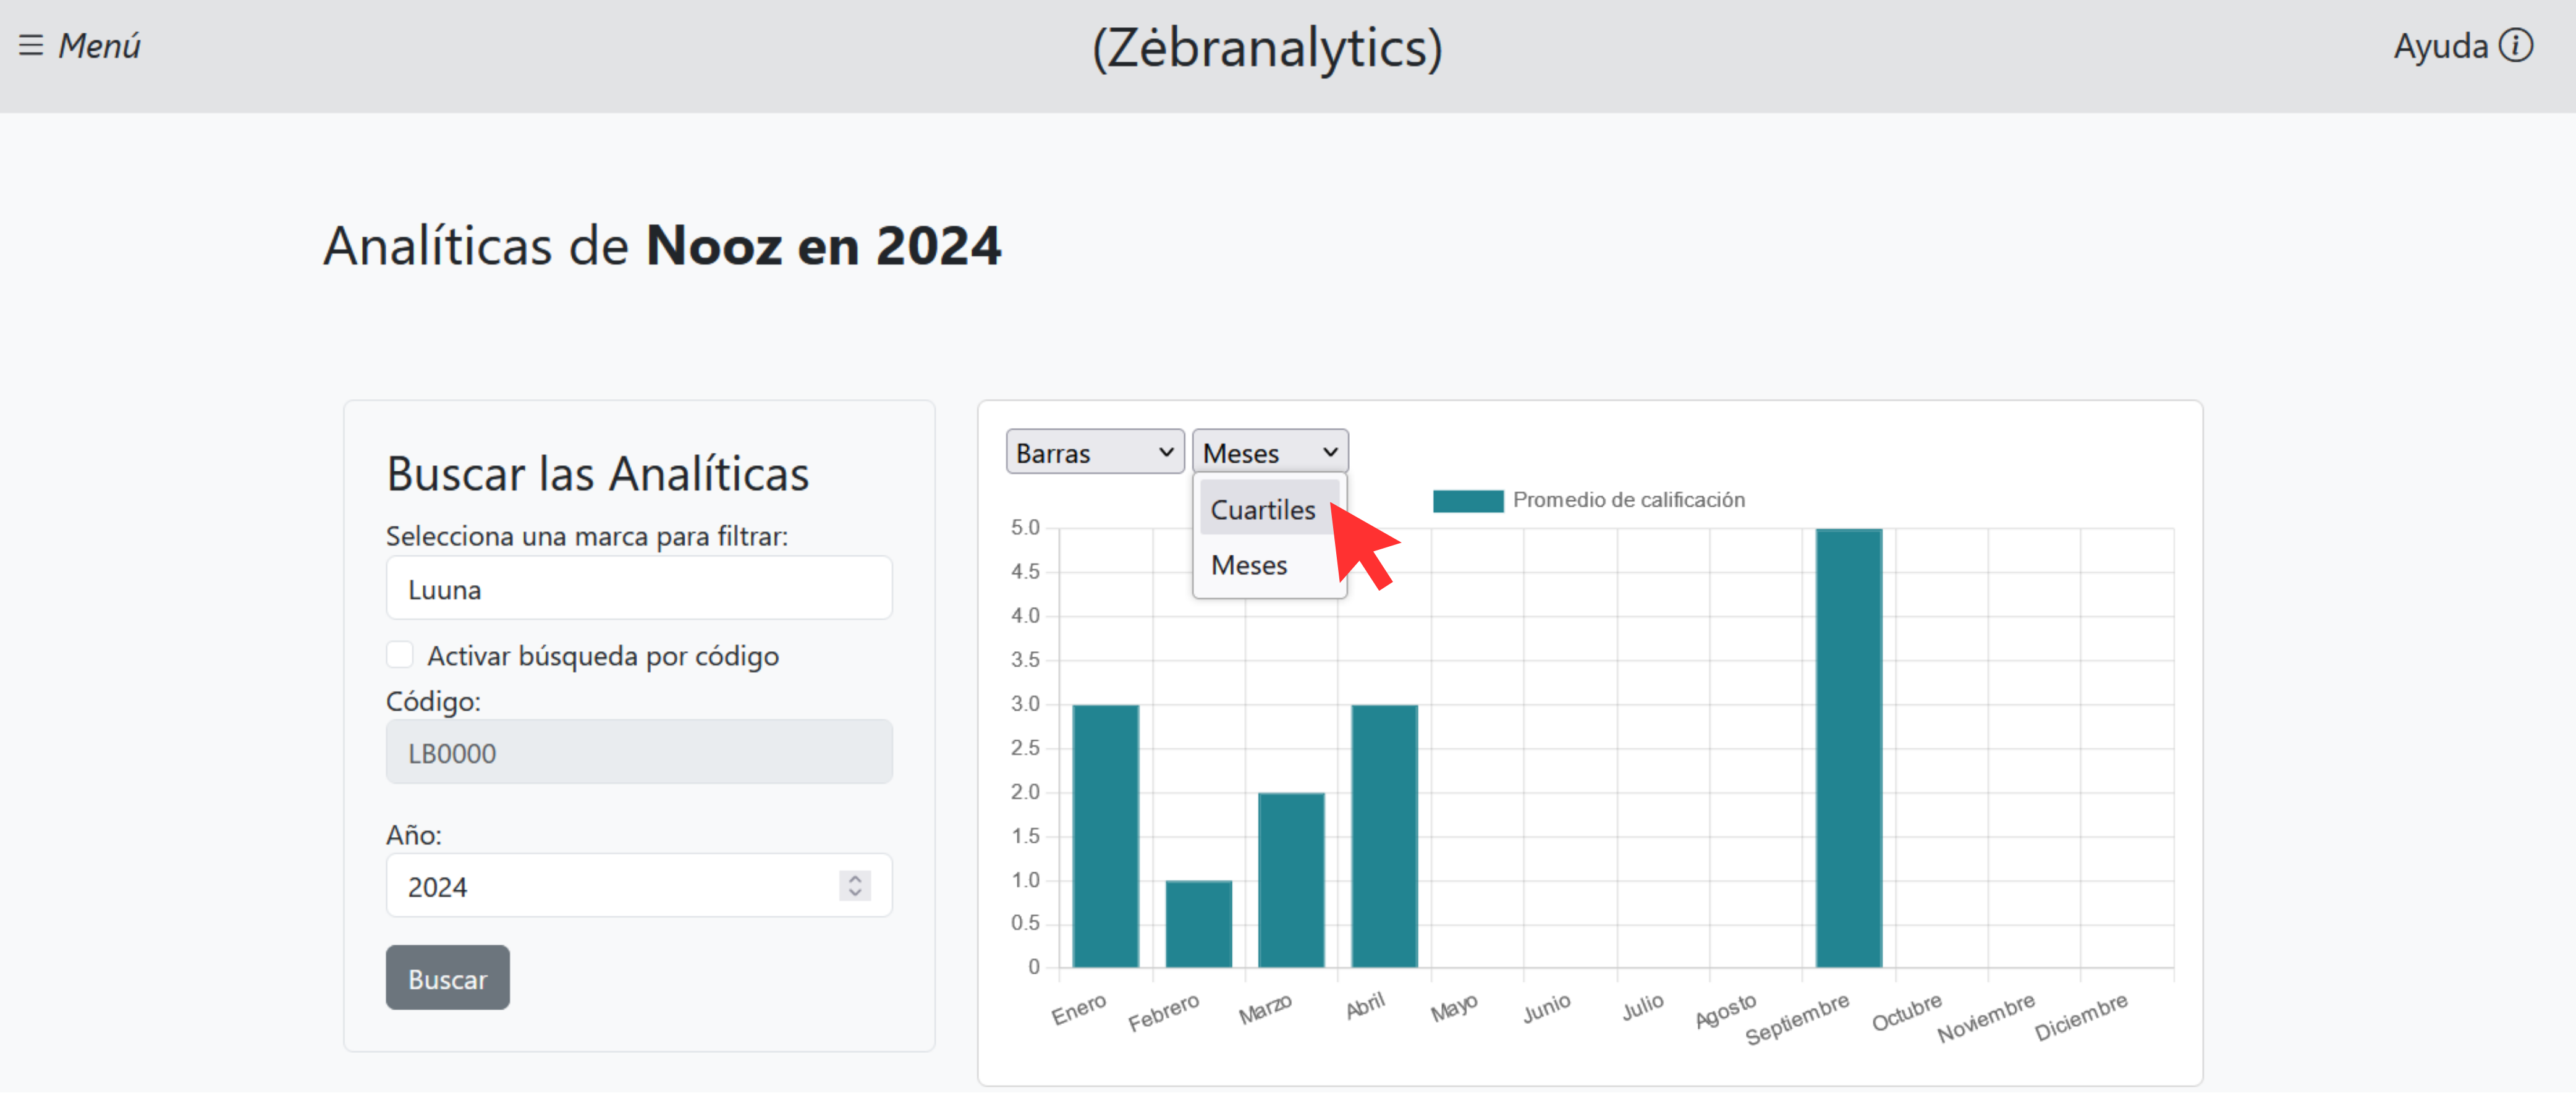 Menú
(Zėbranalytics)
Ayuda
Analíticas de Nooz en 2024
Buscar las Analíticas
Selecciona una marca para filtrar:
Luuna
Activar búsqueda por código
Código:
LB0000
Año:
2024
Buscar
Barras
Meses
Cuartiles
Meses
Promedio de calificación
5.0
4.5
4.0
3.5
3.0
2.5
2.0
1.5
1.0
0.5
0
Enero
Febrero
Marzo
Abril
Mayo
Junio
Julio
Agosto
Septiembre
Octubre
Noviembre
Diciembre